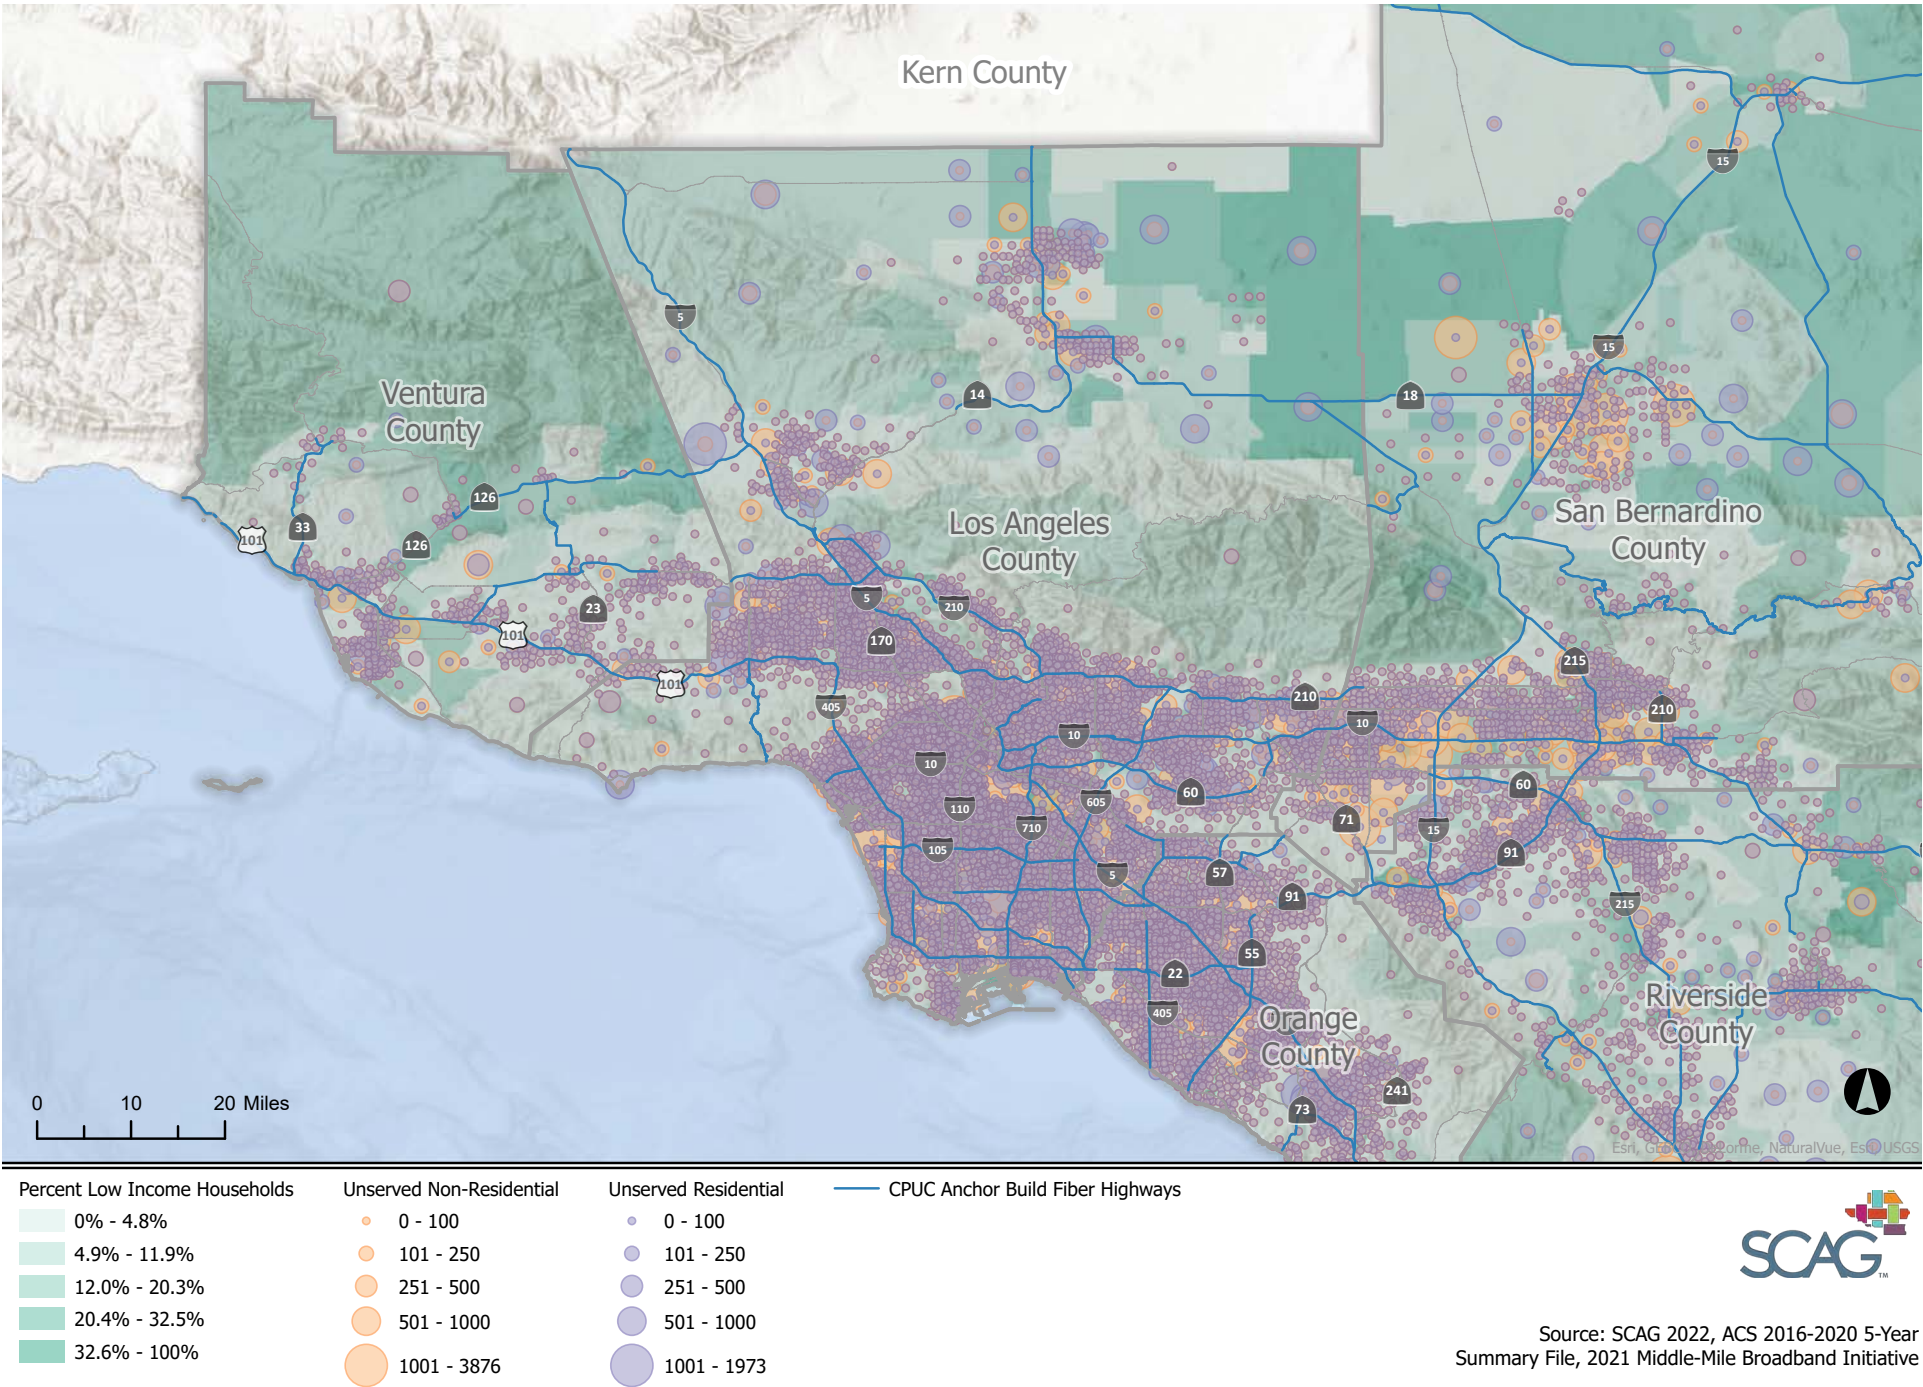 Kern County
15
5
Ventura
County
14
18
15
126
33
101
126
Los Angeles
County
San Bernardino
County
5
210
23
101
170
215
101
405
210
210
10
10
10
60
60
605
110
71
710
15
105
91
57
5
91
215
55
22
405
Orange
County
Riverside
County
241
73
0 10 20 Miles
Esri, USGS
Percent Low Income Households
0% - 4.8%
4.9% - 11.9%
12.0% - 20.3%
20.4% - 32.5%
32.6% - 100%
Unserved Non-Residential
0 - 100
101 - 250
251 - 500
501 - 1000
1001 - 3876
Unserved Residential
0 - 100
101 - 250
251 - 500
501 - 1000
1001 - 1973
CPUC Anchor Build Fiber Highways
SCAG TM
Source: SCAG 2022, ACS 2016-2020 5-Year
Summary File, 2021 Middle-Mile Broadband Initiative